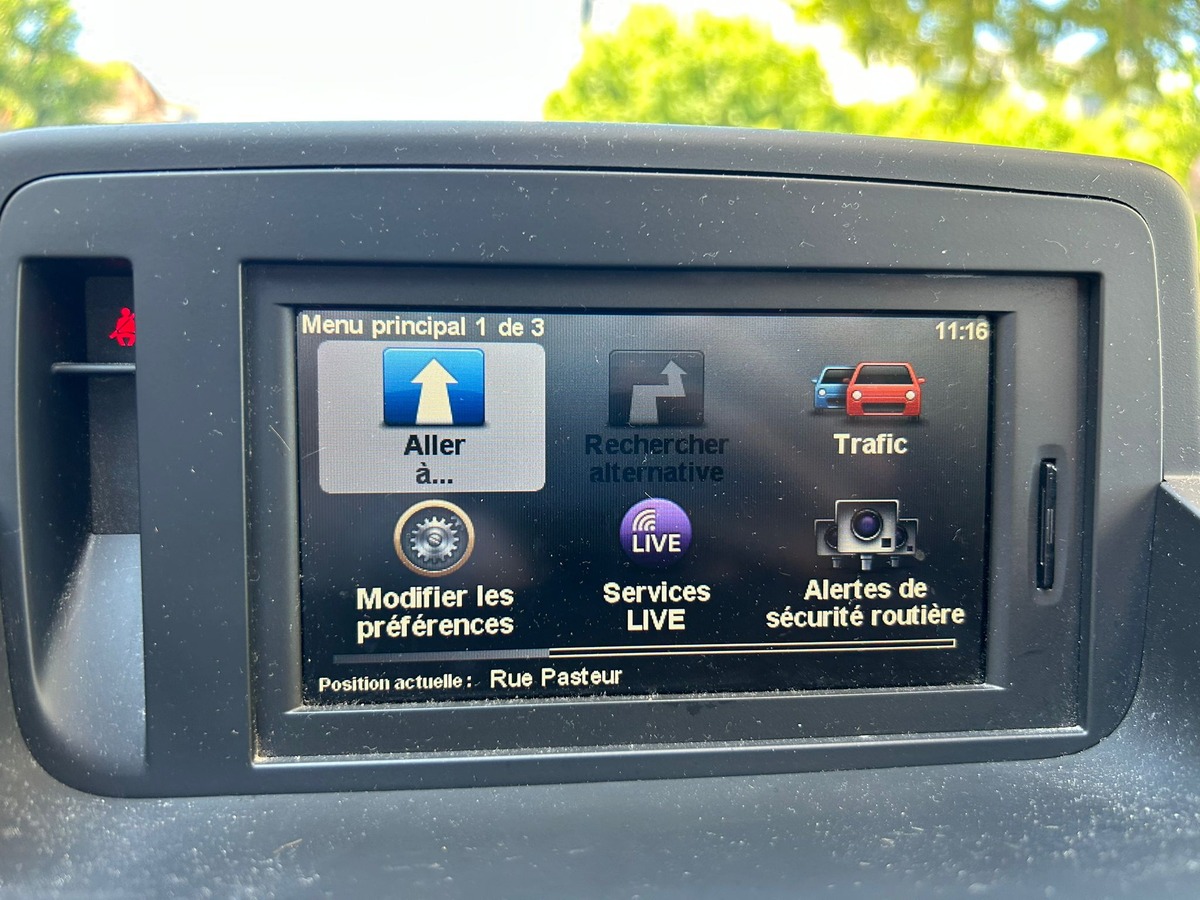 Menu principal 1 de 3
11:16
Aller
à...
Rechercher
alternative
Trafic
Modifier les
préférences
LIVE
Services
LIVE
Alertes de
sécurité routière
Position actuelle : Rue Pasteur